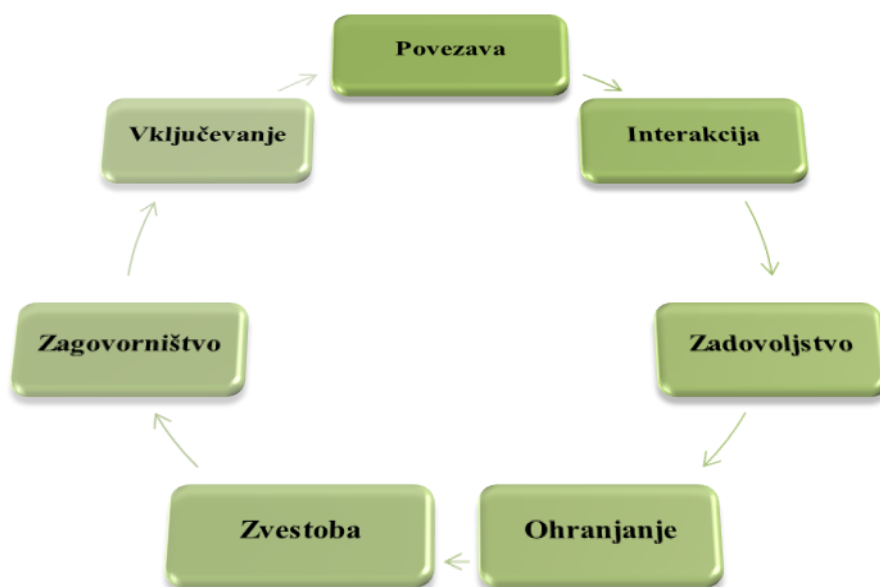 Povezava
Interakcija
Zadovoljstvo
Ohranjanje
Zvestoba
Zagovorništvo
Vključevanje